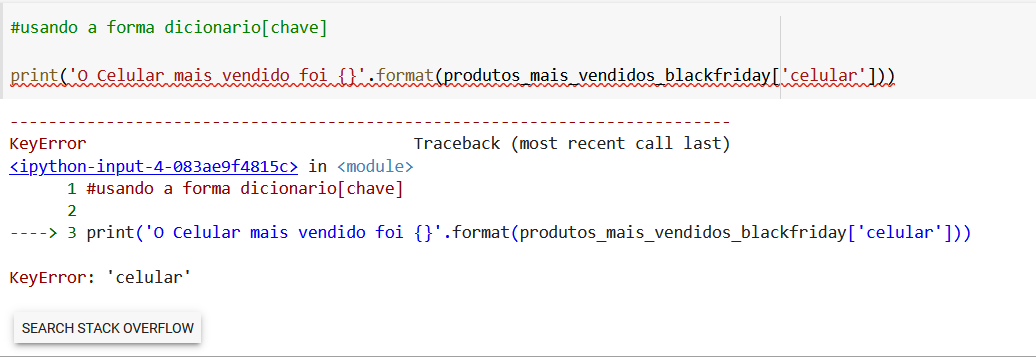 #usando a forma dicionario[chave]
print('O Celular mais vendido foi {}'.format(produtos_mais_vendidos_blackfriday['celular']))
---------------------------------------------------------------------------
KeyError Traceback (most recent call last)
<ipython-input-4-083ae9f4815c> in <module>
1 #usando a forma dicionario[chave]
2
----> 3 print('O Celular mais vendido foi {}'.format(produtos_mais_vendidos_blackfriday['celular']))
KeyError: 'celular'
SEARCH STACK OVERFLOW